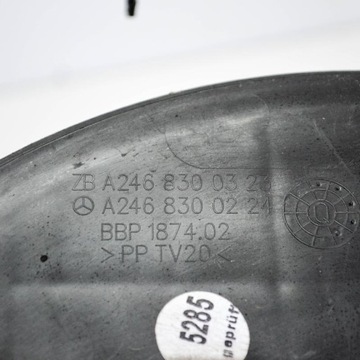 ZB A246 830 03 26
A246 830 02 24
BBP 1874.02
>PP TV20<
5285
geprüft